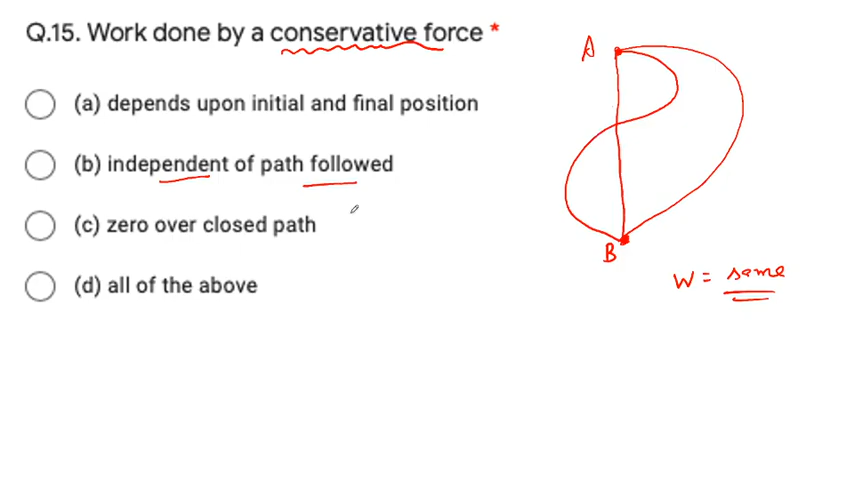 Q.15. Work done by a conservative force *
(a) depends upon initial and final position
(b) independent of path followed
(c) zero over closed path
(d) all of the above
A
B
W = same